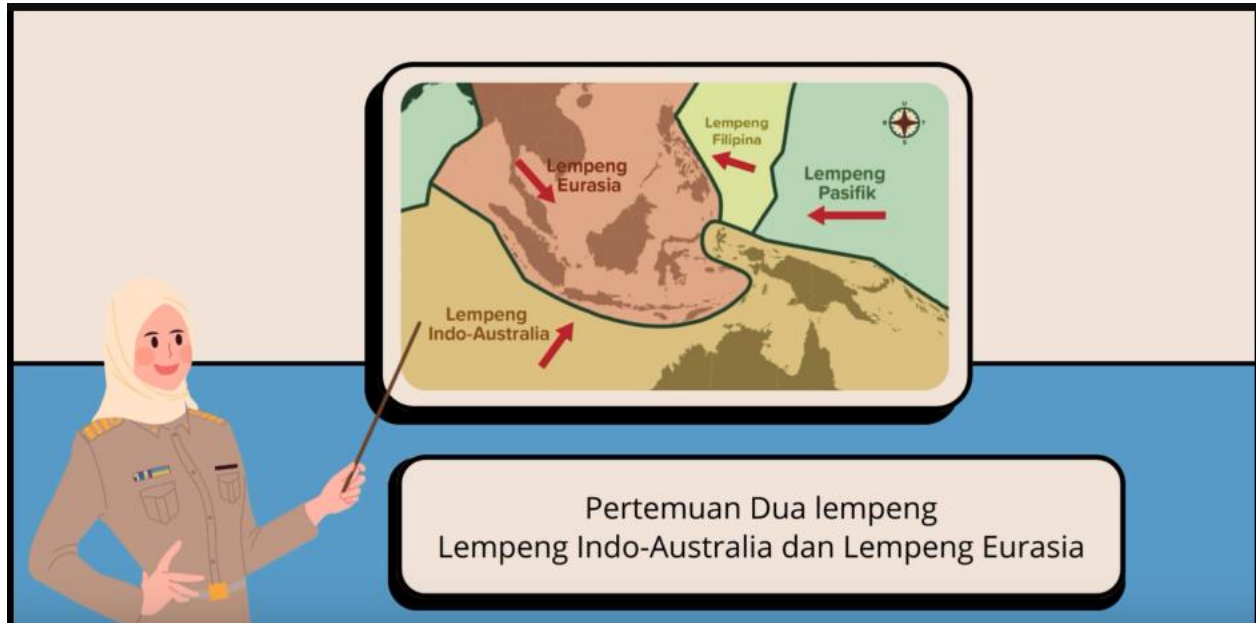 Lempeng
Filipina
Lempeng
Eurasia
Lempeng
Pasifik
Lempeng
Indo-Australia
Pertemuan Dua lempeng
Lempeng Indo-Australia dan Lempeng Eurasia